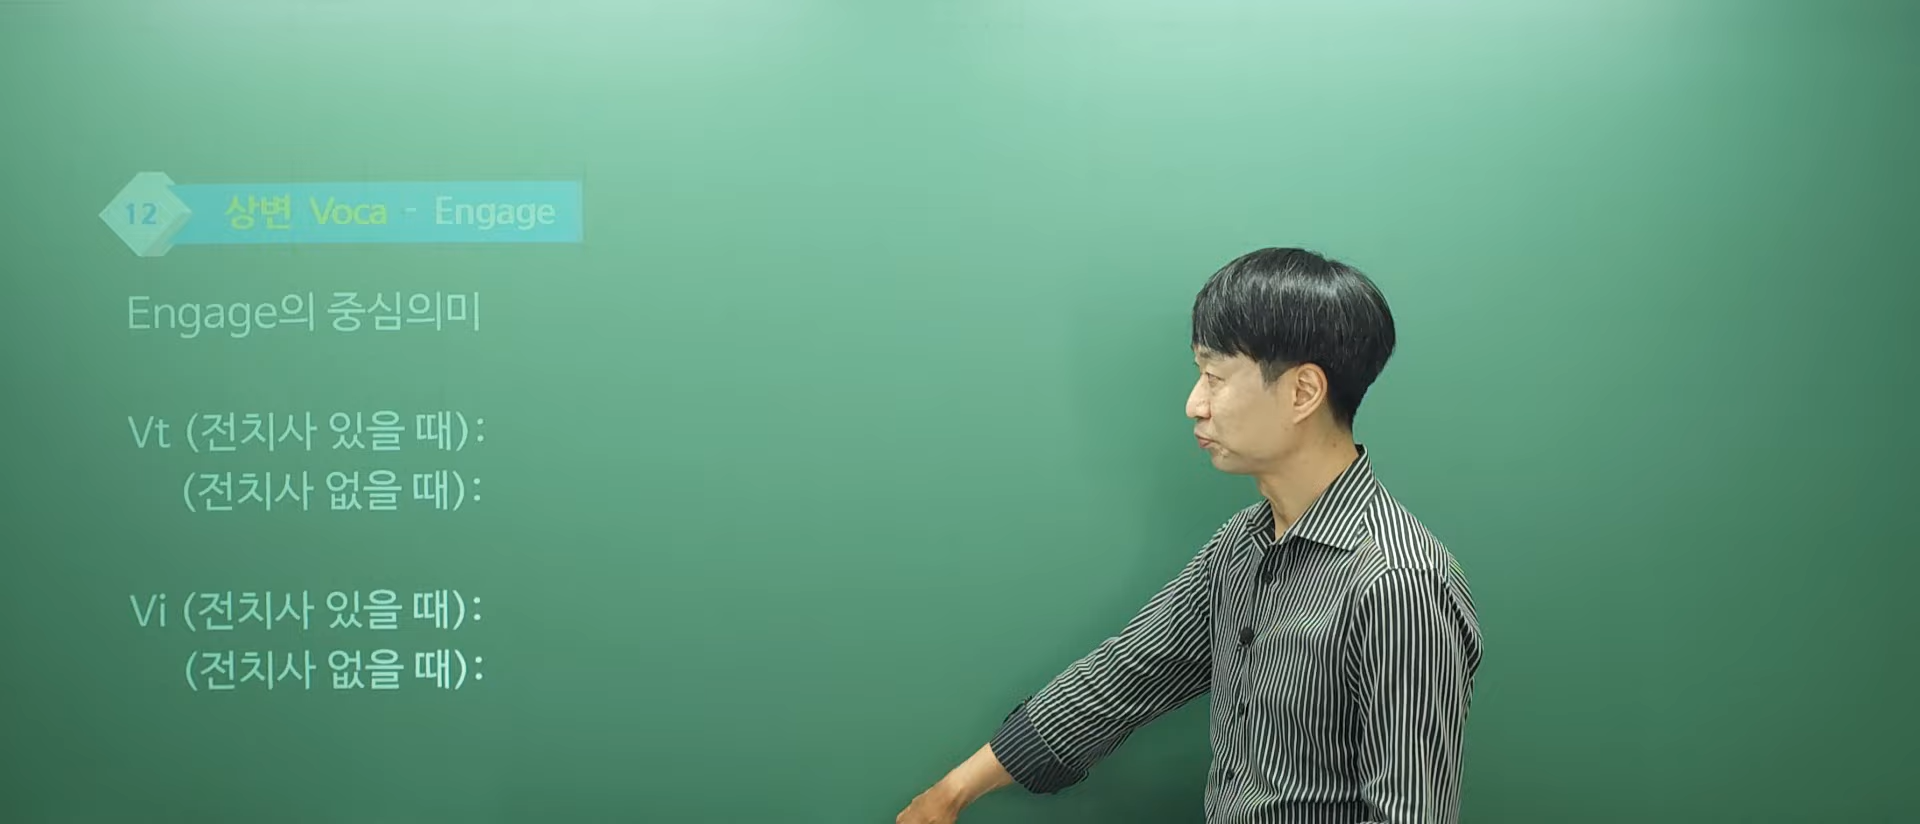 12 상변 Voca - Engage
Engage의 중심의미
Vt (전치사 있을 때):
(전치사 없을 때):
Vi (전치사 있을 때):
(전치사 없을 때):